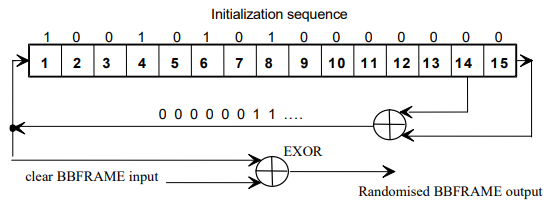 Initialization sequence
1 0 0 1 0 1 0 1 0 0 0 0 0 0 0
1 2 3 4 5 6 7 8 9 10 11 12 13 14 15
0 0 0 0 0 0 1 1 ....
EXOR
clear BBFRAME input
Randomised BBFRAME output